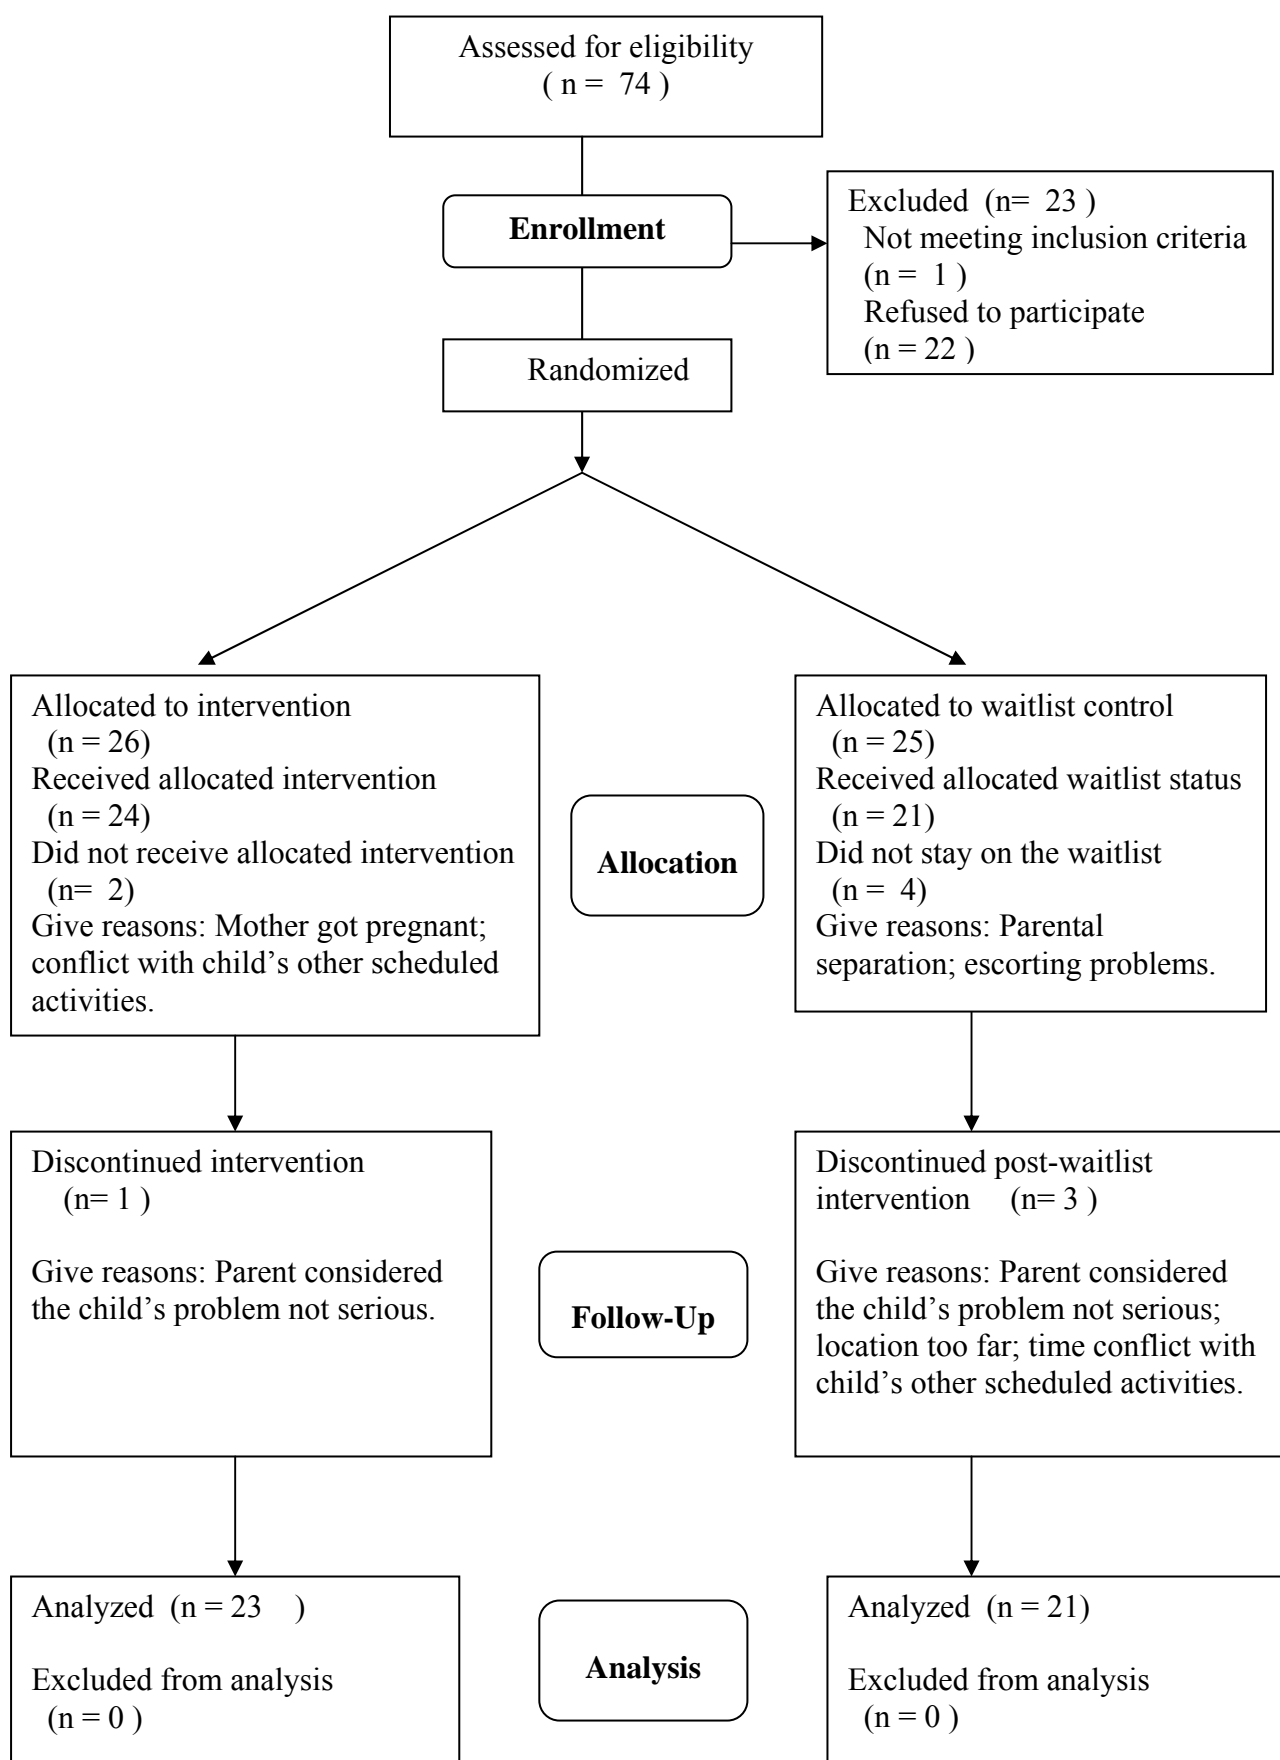 Assessed for eligibility
( n = 74 )
Enrollment
Excluded (n= 23 )
Not meeting inclusion criteria
(n = 1 )
Refused to participate
(n = 22 )
Randomized
Allocated to intervention
(n = 26)
Received allocated intervention
(n = 24)
Did not receive allocated intervention
(n= 2)
Give reasons: Mother got pregnant;
conflict with child’s other scheduled
activities.
Allocation
Allocated to waitlist control
(n = 25)
Received allocated waitlist status
(n = 21)
Did not stay on the waitlist
(n = 4)
Give reasons: Parental
separation; escorting problems.
Discontinued intervention
(n= 1 )
Give reasons: Parent considered
the child’s problem not serious.
Follow-Up
Discontinued post-waitlist
intervention (n= 3 )
Give reasons: Parent considered
the child’s problem not serious;
location too far; time conflict with
child’s other scheduled activities.
Analyzed (n = 23 )
Excluded from analysis
(n = 0 )
Analysis
Analyzed (n = 21)
Excluded from analysis
(n = 0 )